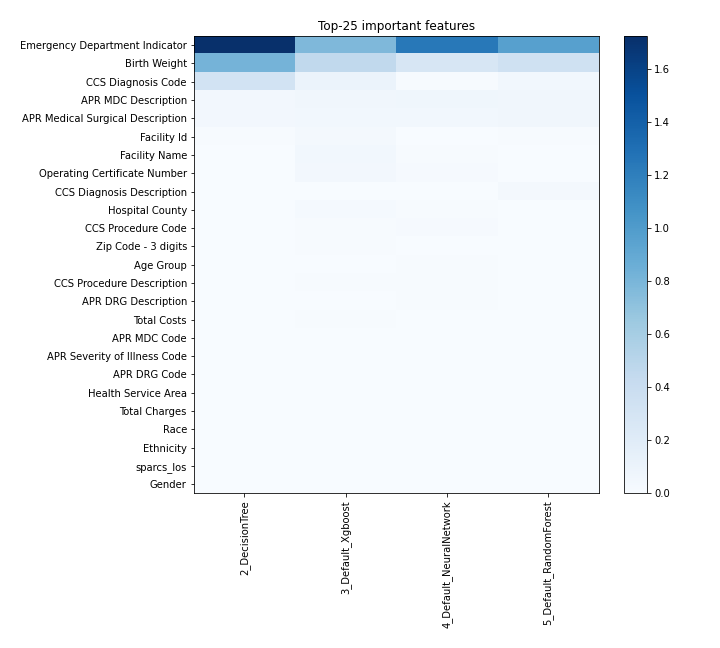 Top-25 important features
Emergency Department Indicator
Birth Weight
CCS Diagnosis Code
APR MDC Description
APR Medical Surgical Description
Facility Id
Facility Name
Operating Certificate Number
CCS Diagnosis Description
Hospital County
CCS Procedure Code
Zip Code - 3 digits
Age Group
CCS Procedure Description
APR DRG Description
Total Costs
APR MDC Code
APR Severity of Illness Code
APR DRG Code
Health Service Area
Total Charges
Race
Ethnicity
sparcs_los
Gender
2_DecisionTree
3_Default_Xgboost
4_Default_NeuralNetwork
5_Default_RandomForest
1.6
1.4
1.2
1.0
0.8
0.6
0.4
0.2
0.0